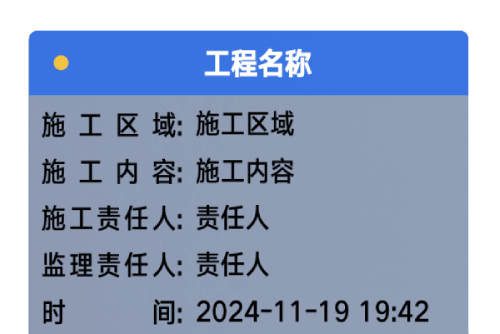 工程名称
施工区域: 施工区域
施工内容: 施工内容
施工责任人: 责任人
监理责任人: 责任人
时间: 2024-11-19 19:42